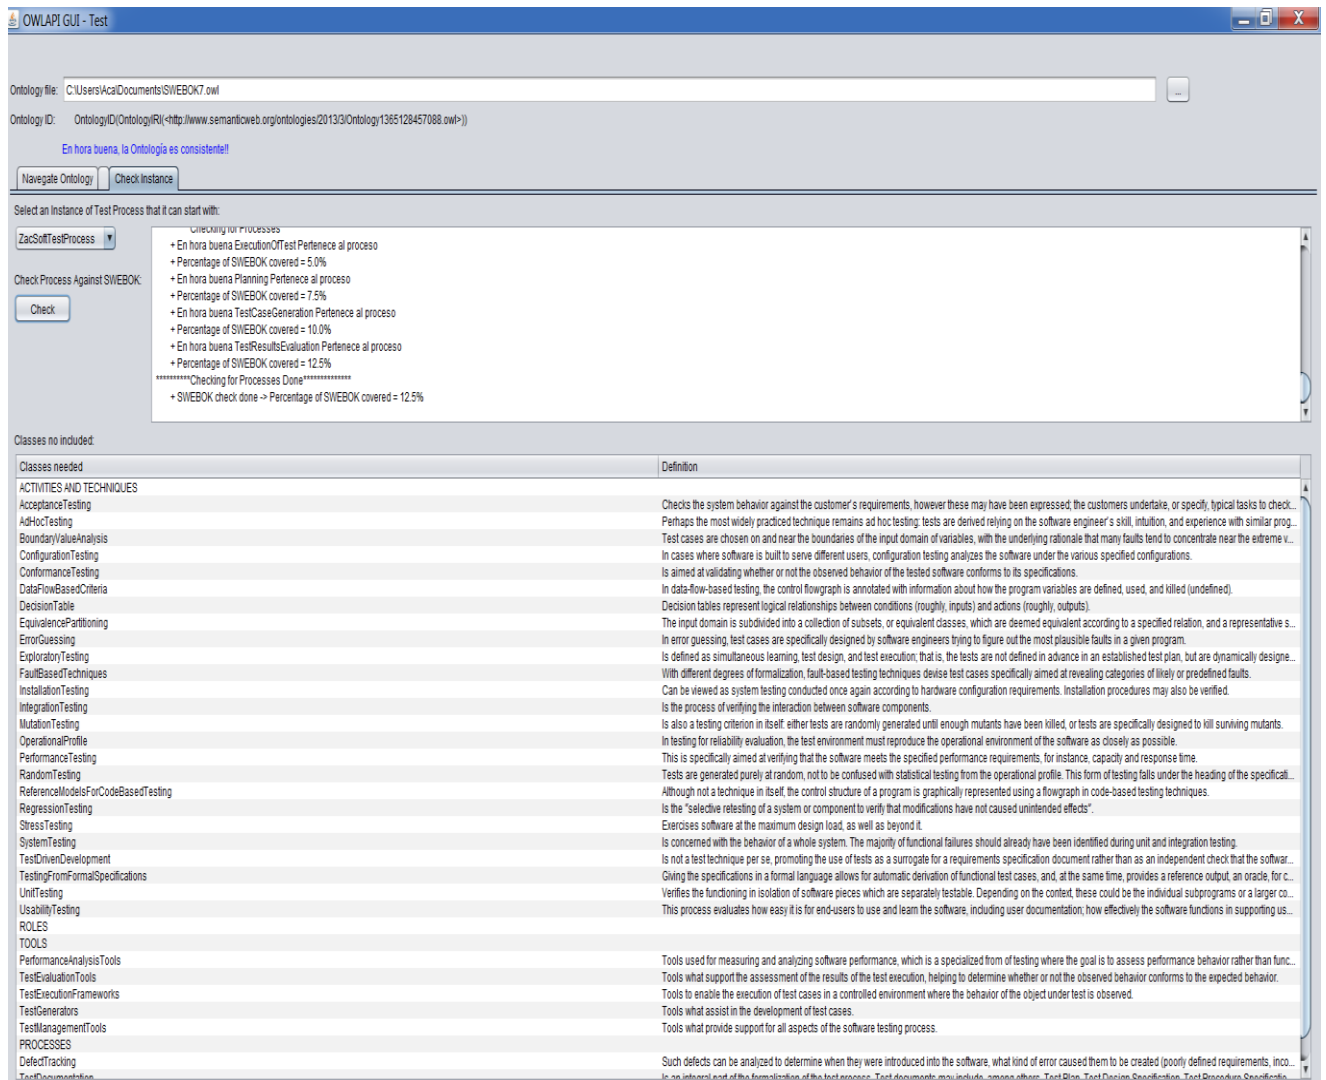 OWLAPI GUI - Test
Ontology file: C:\Users\Aca\Documents\SWEBOK7.owl ...
Ontology ID: OntologyID(OntologyIRI(<http://www.semanticweb.org/ontologies/2013/3/Ontology1365128457088.owl>))
En hora buena, la Ontología es consistente!!
Navegate Ontology Check Instance
Select an Instance of Test Process that it can start with:
ZacSoftTestProcess
Checking for Processes
+ En hora buena ExecutionOfTest Pertenece al proceso
+ Percentage of SWEBOK covered = 5.0%
Check Process Against SWEBOK:
+ En hora buena Planning Pertenece al proceso
+ Percentage of SWEBOK covered = 7.5%
Check
+ En hora buena TestCaseGeneration Pertenece al proceso
+ Percentage of SWEBOK covered = 10.0%
+ En hora buena TestResultsEvaluation Pertenece al proceso
+ Percentage of SWEBOK covered = 12.5%
**********Checking for Processes Done**************
+ SWEBOK check done -> Percentage of SWEBOK covered = 12.5%
Classes no included:
Classes needed Definition
ACTIVITIES AND TECHNIQUES
AcceptanceTesting Checks the system behavior against the customer's requirements, however these may have been expressed; the customers undertake, or specify, typical tasks to check...
AdHocTesting Perhaps the most widely practiced technique remains ad hoc testing: tests are derived relying on the software engineer's skill, intuition, and experience with similar prog...
BoundaryValueAnalysis Test cases are chosen on and near the boundaries of the input domain of variables, with the underlying rationale that many faults tend to concentrate near the extreme v...
ConfigurationTesting In cases where software is built to serve different users, configuration testing analyzes the software under the various specified configurations.
ConformanceTesting Is aimed at validating whether or not the observed behavior of the tested software conforms to its specifications.
DataFlowBasedCriteria In data-flow-based testing, the control flowgraph is annotated with information about how the program variables are defined, used, and killed (undefined).
DecisionTable Decision tables represent logical relationships between conditions (roughly, inputs) and actions (roughly, outputs).
EquivalencePartitioning The input domain is subdivided into a collection of subsets, or equivalent classes, which are deemed equivalent according to a specified relation, and a representative s...
ErrorGuessing In error guessing, test cases are specifically designed by software engineers trying to figure out the most plausible faults in a given program.
ExploratoryTesting Is defined as simultaneous learning, test design, and test execution; that is, the tests are not defined in advance in an established test plan, but are dynamically designe...
FaultBasedTechniques With different degrees of formalization, fault-based testing techniques devise test cases specifically aimed at revealing categories of likely or predefined faults.
InstallationTesting Can be viewed as system testing conducted once again according to hardware configuration requirements. Installation procedures may also be verified.
IntegrationTesting Is the process of verifying the interaction between software components.
MutationTesting Is also a testing criterion in itself: either tests are randomly generated until enough mutants have been killed, or tests are specifically designed to kill surviving mutants.
OperationalProfile In testing for reliability evaluation, the test environment must reproduce the operational environment of the software as closely as possible.
PerformanceTesting This is specifically aimed at verifying that the software meets the specified performance requirements, for instance, capacity and response time.
RandomTesting Tests are generated purely at random, not to be confused with statistical testing from the operational profile. This form of testing falls under the heading of the specificati...
ReferenceModelsForCodeBasedTesting Although not a technique in itself, the control structure of a program is graphically represented using a flowgraph in code-based testing techniques.
RegressionTesting Is the "selective retesting of a system or component to verify that modifications have not caused unintended effects".
StressTesting Exercises software at the maximum design load, as well as beyond it.
SystemTesting Is concerned with the behavior of a whole system. The majority of functional failures should already have been identified during unit and integration testing.
TestDrivenDevelopment Is not a test technique per se, promoting the use of tests as a surrogate for a requirements specification document rather than as an independent check that the softwar...
TestingFromFormalSpecifications Giving the specifications in a formal language allows for automatic derivation of functional test cases, and, at the same time, provides a reference output, an oracle, for c...
UnitTesting Verifies the functioning in isolation of software pieces which are separately testable. Depending on the context, these could be the individual subprograms or a larger co...
UsabilityTesting This process evaluates how easy it is for end-users to use and learn the software, including user documentation; how effectively the software functions in supporting us...
ROLES
TOOLS
PerformanceAnalysisTools Tools used for measuring and analyzing software performance, which is a specialized from of testing where the goal is to assess performance behavior rather than func...
TestEvaluationTools Tools what support the assessment of the results of the test execution, helping to determine whether or not the observed behavior conforms to the expected behavior.
TestExecutionFrameworks Tools to enable the execution of test cases in a controlled environment where the behavior of the object under test is observed.
TestGenerators Tools what assist in the development of test cases.
TestManagementTools Tools what provide support for all aspects of the software testing process.
PROCESSES
DefectTracking Such defects can be analyzed to determine when they were introduced into the software, what kind of error caused them to be created (poorly defined requirements, inco...
TestDocumentation Is an integral part of the formalization of the test process. Test documents may include, among others, Test Plan, Test Design Specification, Test Procedure Specificatio...